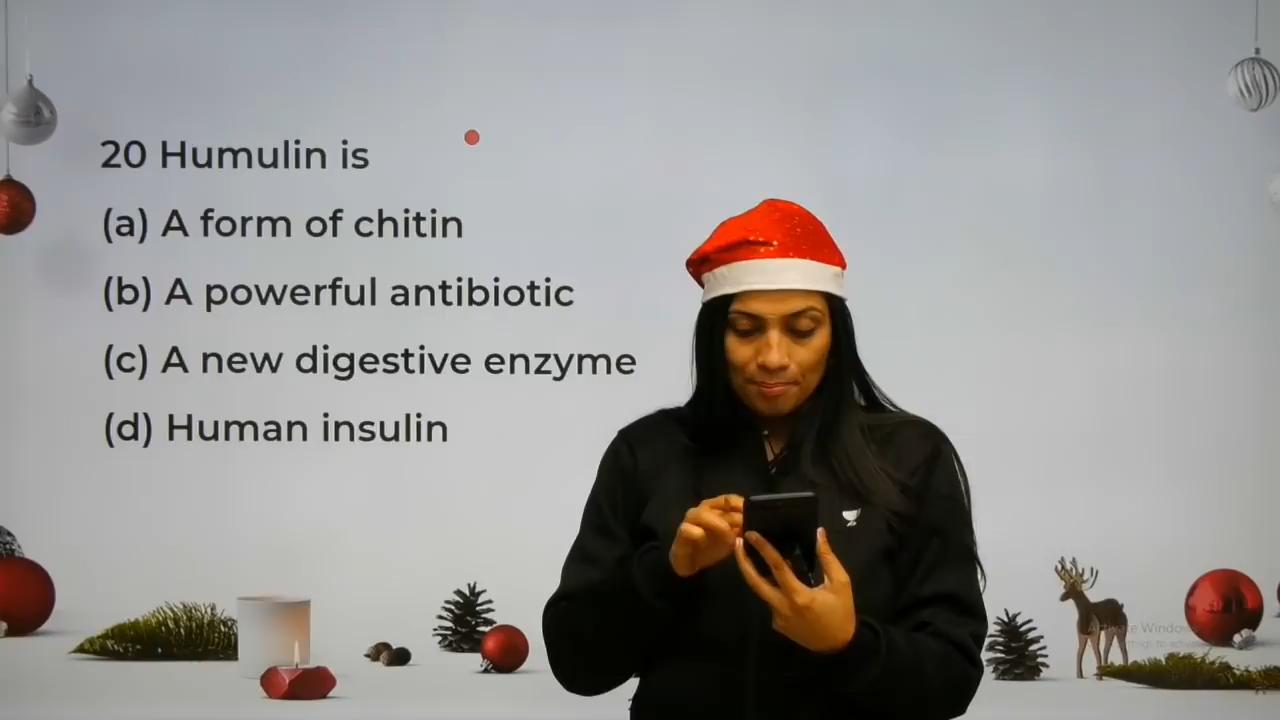 20 Humulin is
(a) A form of chitin
(b) A powerful antibiotic
(c) A new digestive enzyme
(d) Human insulin